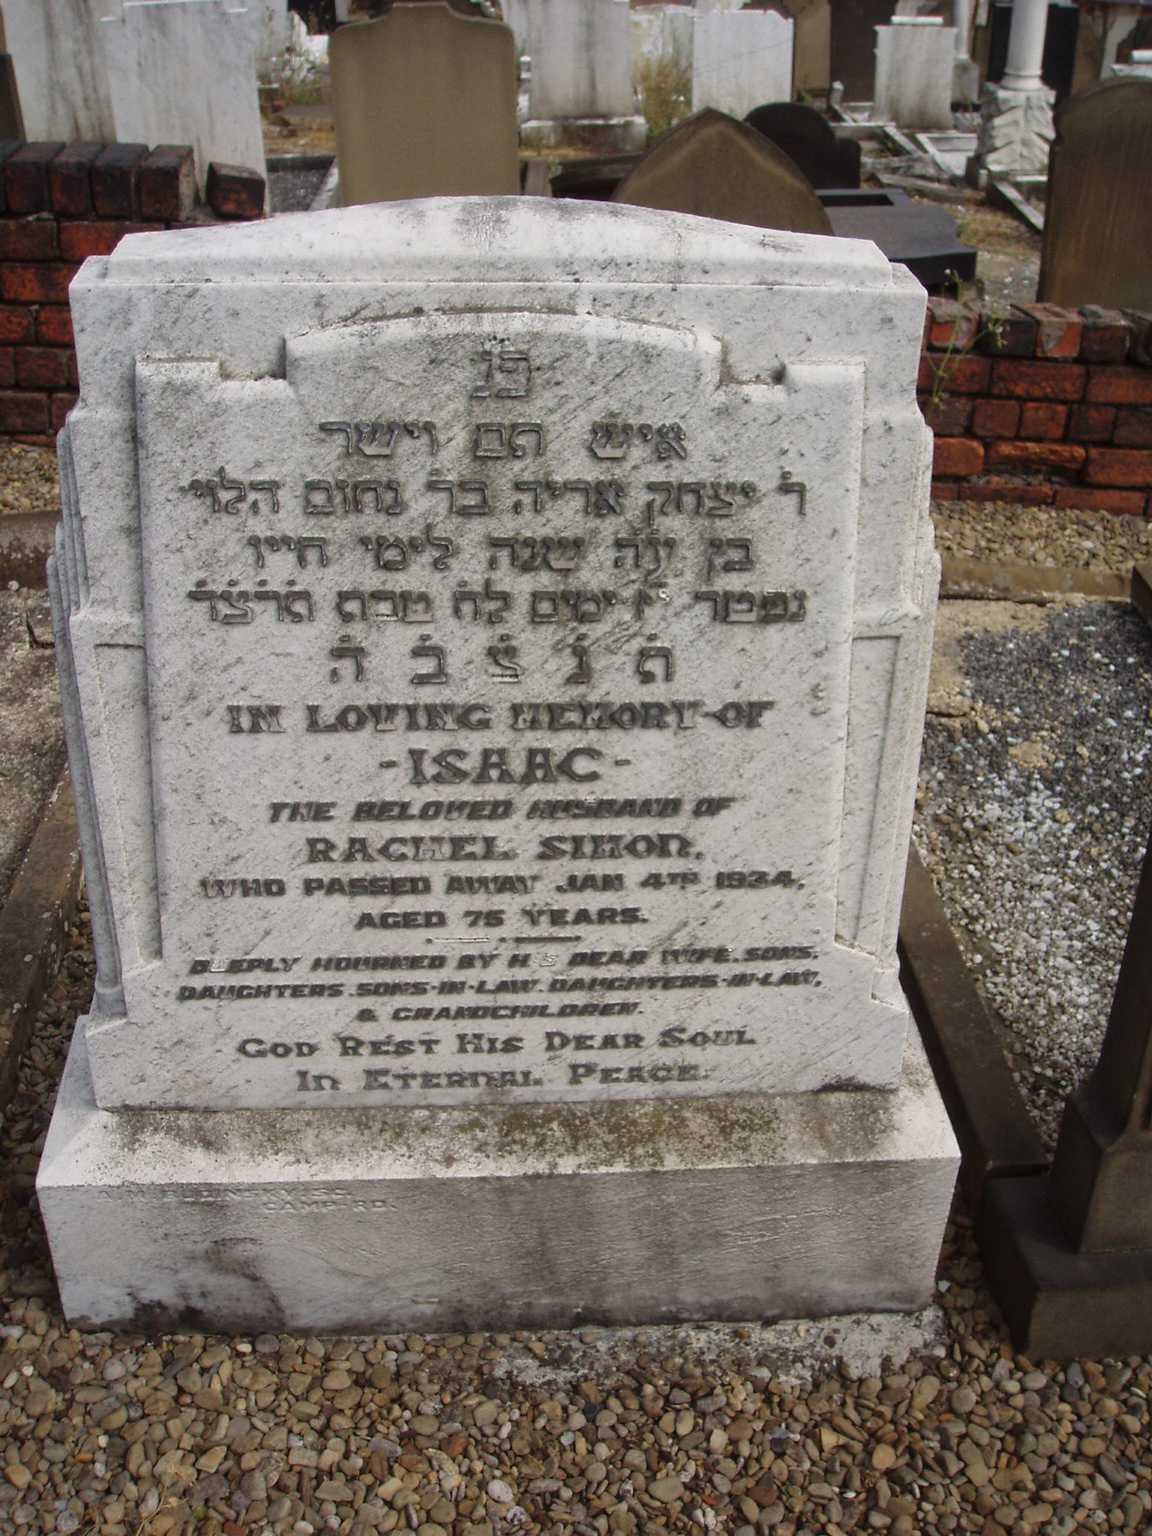 פנ
איש תם וישר
ר׳ יצחק אריה בר נחום הלוי
בן ע׳ה שנה לימי חייו
נפטר י״ז ימים לח׳ טבת תרצ״ד
ת׳ נ׳ צ׳ ב׳ ה׳
IN LOVING MEMORY OF
- ISAAC -
THE BELOVED HUSBAND OF
RACHEL SIMON,
WHO PASSED AWAY JAN 4TH 1934,
AGED 75 YEARS.
DEEPLY MOURNED BY HIS DEAR WIFE, SONS,
DAUGHTERS, SONS-IN-LAW, DAUGHTERS-IN-LAW,
& GRANDCHILDREN.
GOD REST HIS DEAR SOUL
IN ETERNAL PEACE.